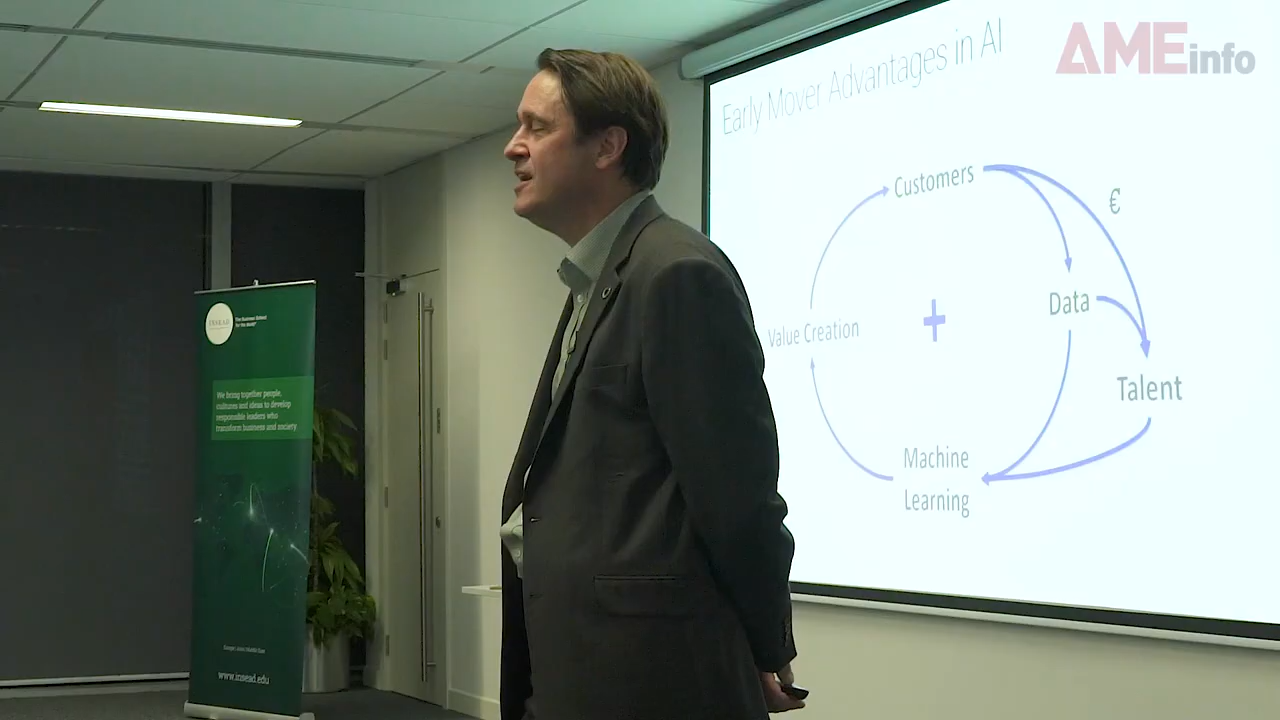 AMEinfo
Early Mover Advantages in AI
Customers
€
Data
+
Value Creation
Talent
Machine
Learning
INSEAD
The Business School
for the World®
We bring together people,
cultures and ideas to develop
responsible leaders who
transform business and society
www.insead.edu